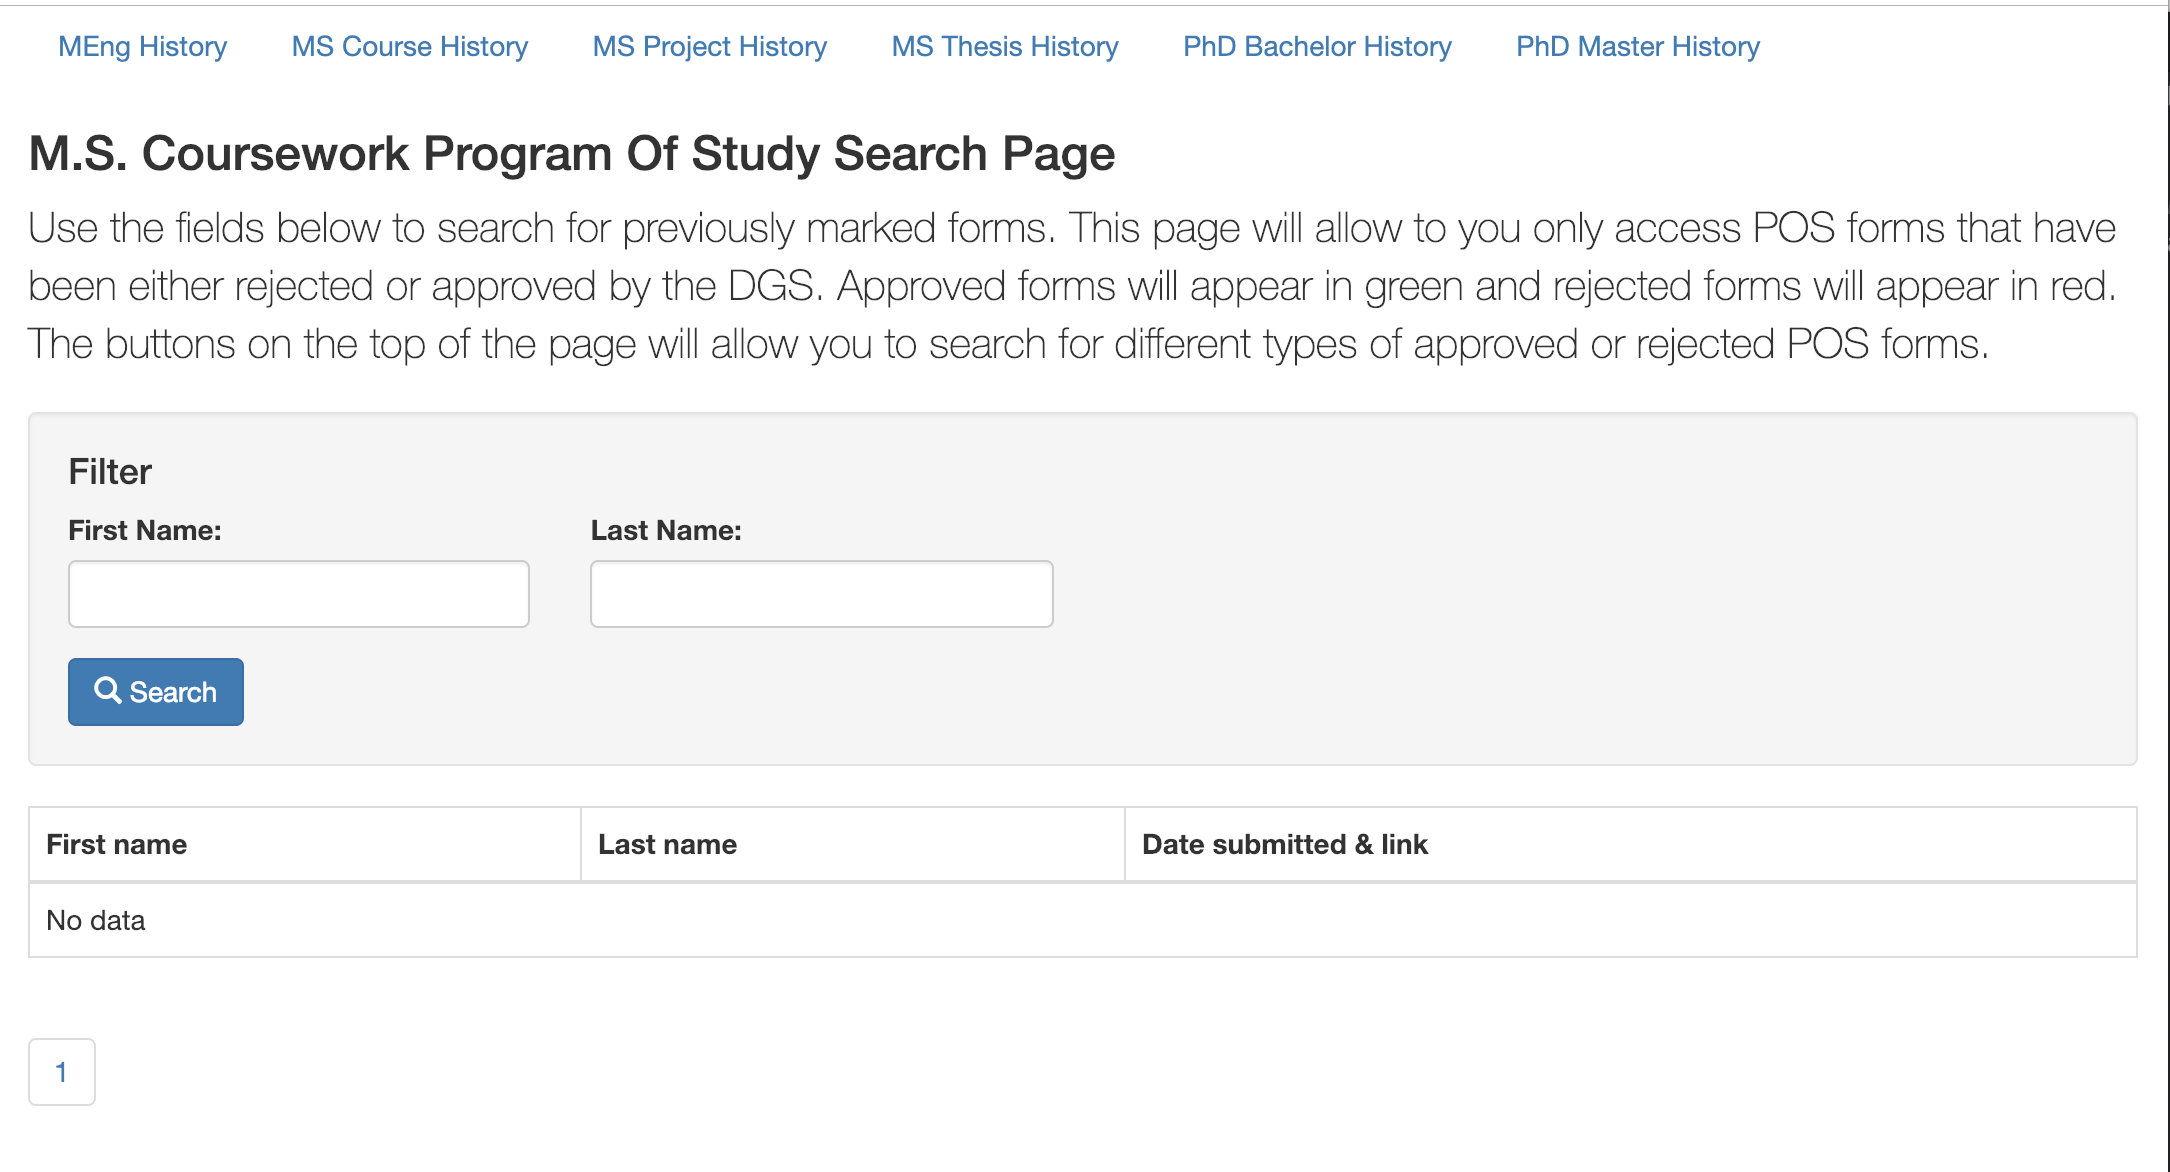 MEng History MS Course History MS Project History MS Thesis History PhD Bachelor History PhD Master History
M.S. Coursework Program Of Study Search Page
Use the fields below to search for previously marked forms. This page will allow to you only access POS forms that have
been either rejected or approved by the DGS. Approved forms will appear in green and rejected forms will appear in red.
The buttons on the top of the page will allow you to search for different types of approved or rejected POS forms.
Filter
First Name: Last Name:
Search
First name Last name Date submitted & link
No data
1